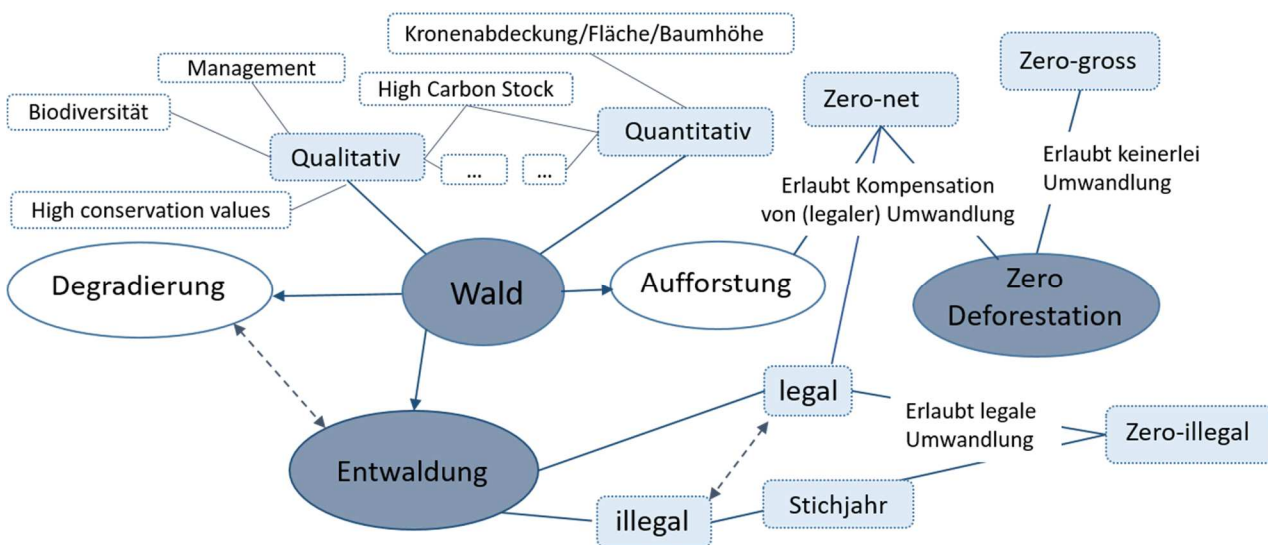 Kronenabdeckung/Fläche/Baumhöhe
Management
Zero-gross
High Carbon Stock
Zero-net
Biodiversität
Quantitativ
Qualitativ
Erlaubt keinerlei
Umwandlung
...
...
Erlaubt Kompensation
von (legaler) Umwandlung
High conservation values
Degradierung
Wald
Aufforstung
Zero
Deforestation
legal
Erlaubt legale
Umwandlung
Zero-illegal
Entwaldung
Stichjahr
illegal